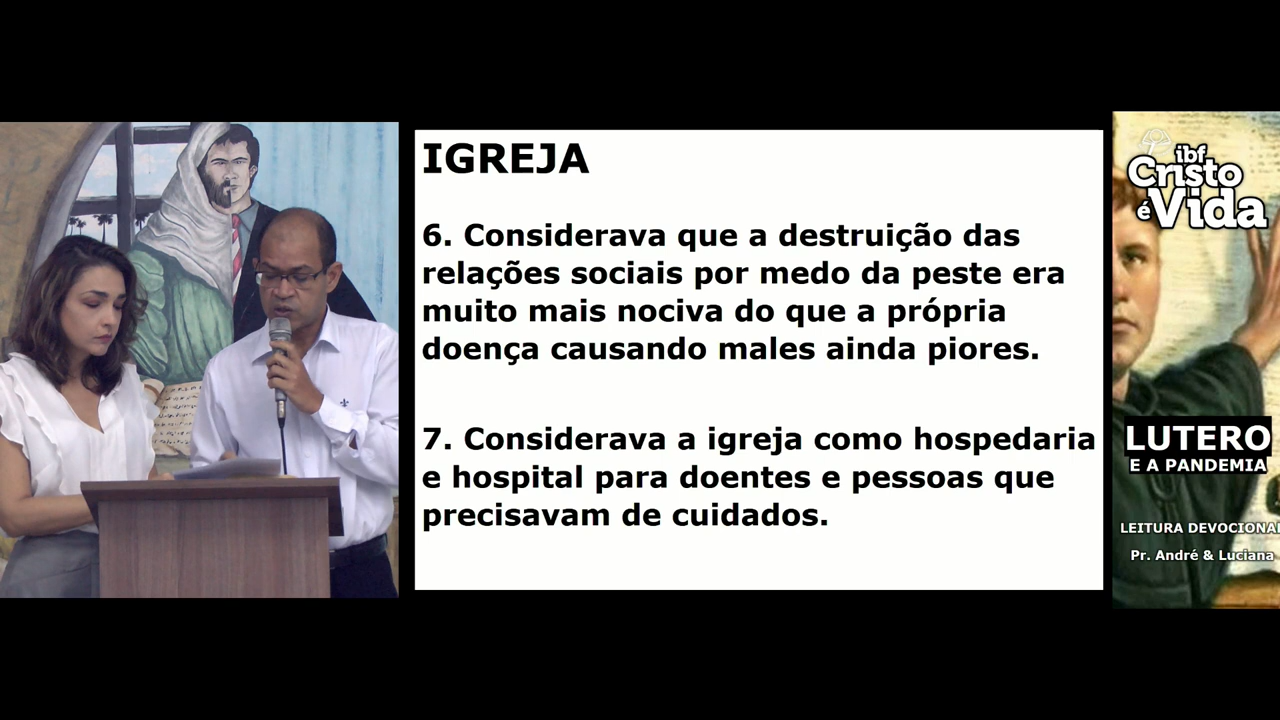 IGREJA
6. Considerava que a destruição das
relações sociais por medo da peste era
muito mais nociva do que a própria
doença causando males ainda piores.
7. Considerava a igreja como hospedaria
e hospital para doentes e pessoas que
precisavam de cuidados.
ibf
Cristo
é Vida
LUTERO
E A PANDEMIA
LEITURA DEVOCIONA
Pr. André & Luciana